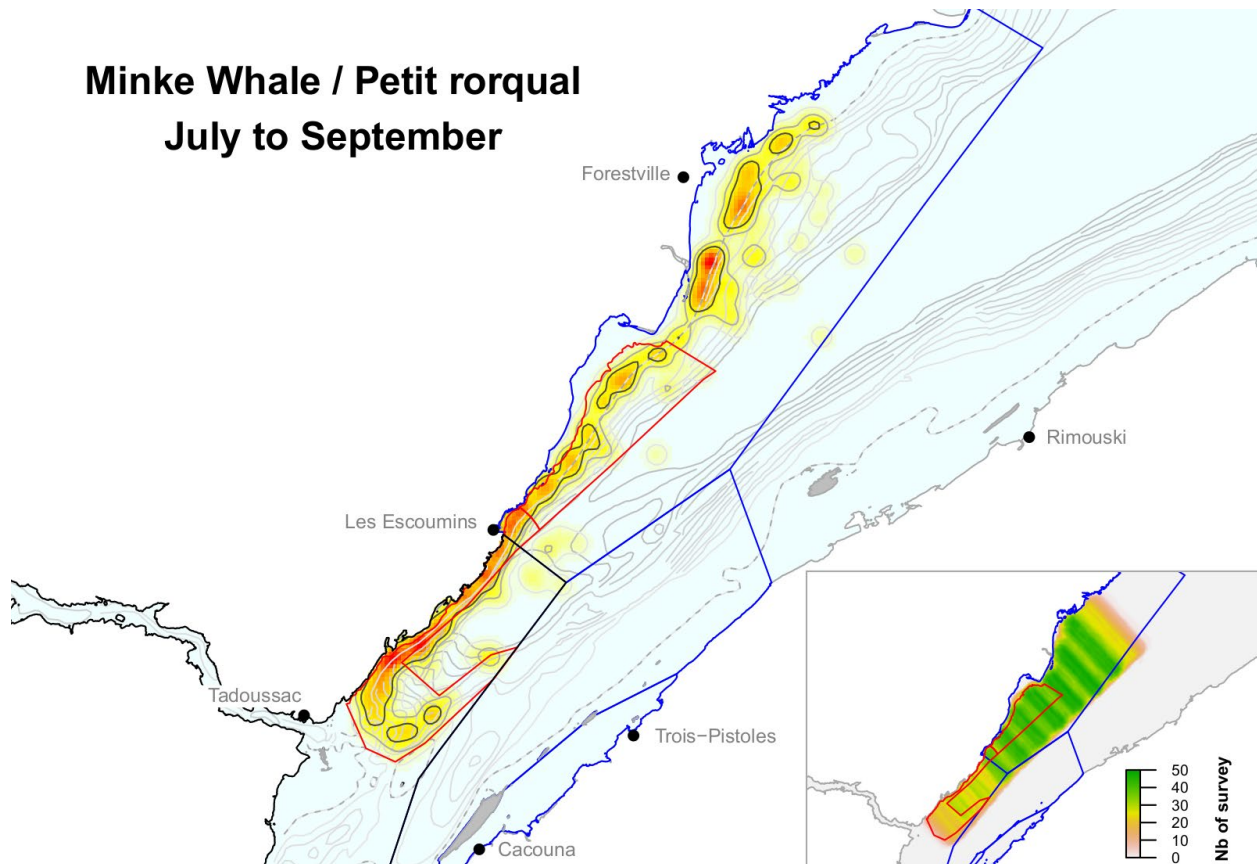 Minke Whale / Petit rorqual
July to September
Forestville
Rimouski
Les Escoumins
Tadoussac
Trois−Pistoles
Cacouna
50
40
30
20
10
0
Nb of survey